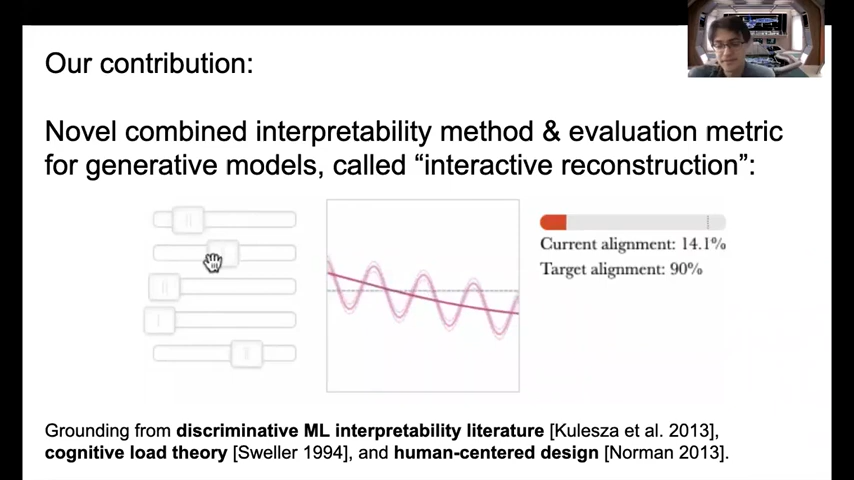 Our contribution:
Novel combined interpretability method & evaluation metric
for generative models, called “interactive reconstruction”:
Current alignment: 14.1%
Target alignment: 90%
Grounding from discriminative ML interpretability literature [Kulesza et al. 2013],
cognitive load theory [Sweller 1994], and human-centered design [Norman 2013].